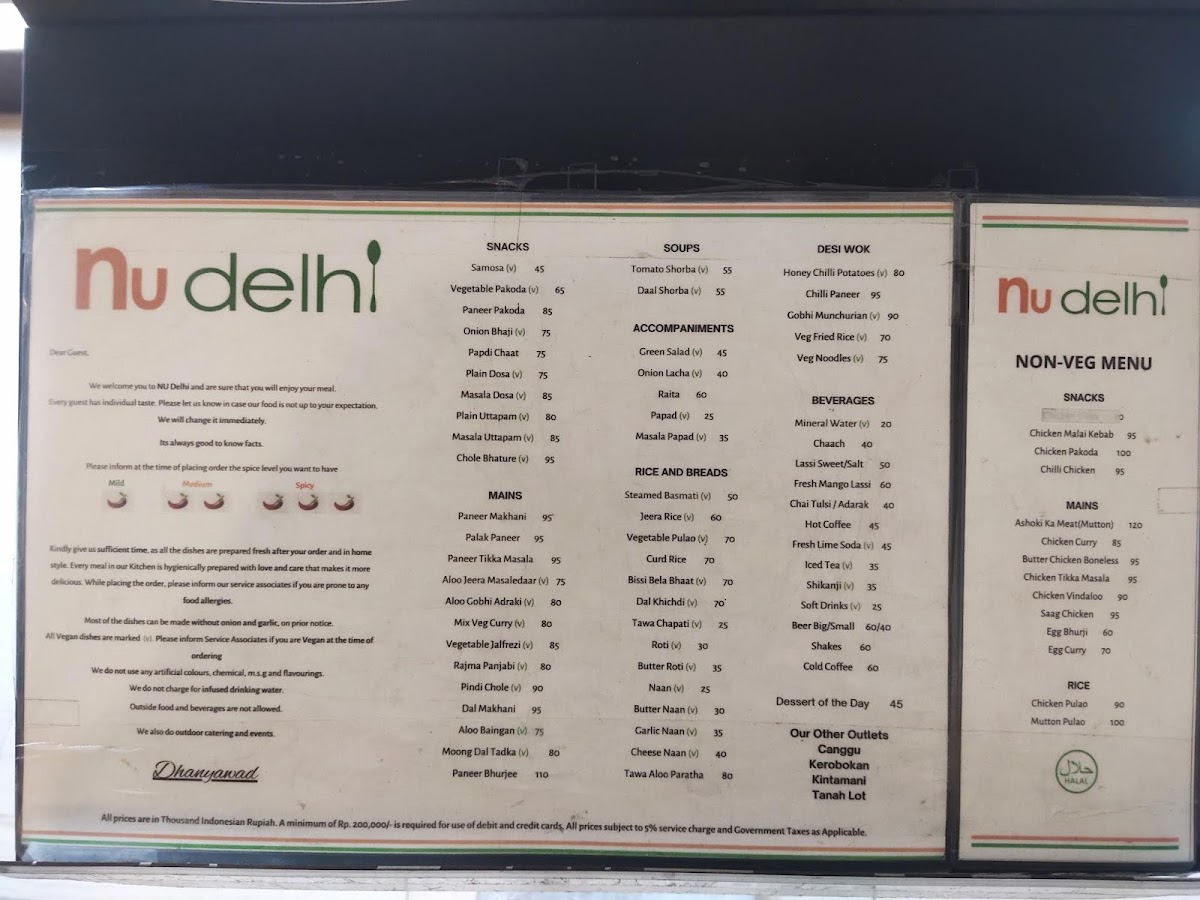 nu delhi
Dear Guest,
We welcome you to NU Delhi and are sure that you will enjoy your meal.
Every guest has individual taste. Please let us know in case our food is not up to your expectation.
We will change it immediately.
Its always good to know facts.
Please inform at the time of placing order the spice level you want to have
Mild Medium Spicy
Kindly give us sufficient time, as all the dishes are prepared fresh after your order and in home
style. Every meal in our Kitchen is hygienically prepared with love and care that makes it more
delicious. While placing the order, please inform our service associates if you are prone to any
food allergies.
Most of the dishes can be made without onion and garlic, on prior notice.
All Vegan dishes are marked (v). Please inform Service Associates if you are Vegan at the time of
ordering
We do not use any artificial colours, chemical, m.s.g and flavourings.
We do not charge for infused drinking water.
Outside food and beverages are not allowed.
We also do outdoor catering and events.
Dhanyawad
SNACKS
Samosa (v) 45
Vegetable Pakoda (v) 65
Paneer Pakoda 85
Onion Bhaji (v) 75
Papdi Chaat 75
Plain Dosa (v) 75
Masala Dosa (v) 85
Plain Uttapam (v) 80
Masala Uttapam (v) 85
Chole Bhature (v) 95
MAINS
Paneer Makhani 95
Palak Paneer 95
Paneer Tikka Masala 95
Aloo Jeera Masaledaar (v) 75
Aloo Gobhi Adraki (v) 80
Mix Veg Curry (v) 80
Vegetable Jalfrezi (v) 85
Rajma Panjabi (v) 80
Pindi Chole (v) 90
Dal Makhani 95
Aloo Baingan (v) 75
Moong Dal Tadka (v) 80
Paneer Bhurjee 110
SOUPS
Tomato Shorba (v) 55
Daal Shorba (v) 55
ACCOMPANIMENTS
Green Salad (v) 45
Onion Lacha (v) 40
Raita 60
Papad (v) 25
Masala Papad (v) 35
RICE AND BREADS
Steamed Basmati (v) 50
Jeera Rice (v) 60
Vegetable Pulao (v) 70
Curd Rice 70
Bissi Bela Bhaat (v) 70
Dal Khichdi (v) 70
Tawa Chapati (v) 25
Roti (v) 30
Butter Roti (v) 35
Naan (v) 25
Butter Naan (v) 30
Garlic Naan (v) 35
Cheese Naan (v) 40
Tawa Aloo Paratha 80
DESI WOK
Honey Chilli Potatoes (v) 80
Chilli Paneer 95
Gobhi Munchurian (v) 90
Veg Fried Rice (v) 70
Veg Noodles (v) 75
BEVERAGES
Mineral Water (v) 20
Chaach 40
Lassi Sweet/Salt 50
Fresh Mango Lassi 60
Chai Tulsi / Adarak 40
Hot Coffee 45
Fresh Lime Soda (v) 45
Iced Tea (v) 35
Shikanji (v) 35
Soft Drinks (v) 25
Beer Big/Small 60/40
Shakes 60
Cold Coffee 60
Dessert of the Day 45
Our Other Outlets
Canggu
Kerobokan
Kintamani
Tanah Lot
All prices are in Thousand Indonesian Rupiah. A minimum of Rp. 200,000/- is required for use of debit and credit cards, All prices subject to 5% service charge and Government Taxes as Applicable.
nu delhi
NON-VEG MENU
SNACKS
Chicken Malai Kebab 95
Chicken Pakoda 100
Chilli Chicken 95
MAINS
Ashoki Ka Meat(Mutton) 120
Chicken Curry 85
Butter Chicken Boneless 95
Chicken Tikka Masala 95
Chicken Vindaloo 90
Saag Chicken 95
Egg Bhurji 60
Egg Curry 70
RICE
Chicken Pulao 90
Mutton Pulao 100
حلال
HALAL